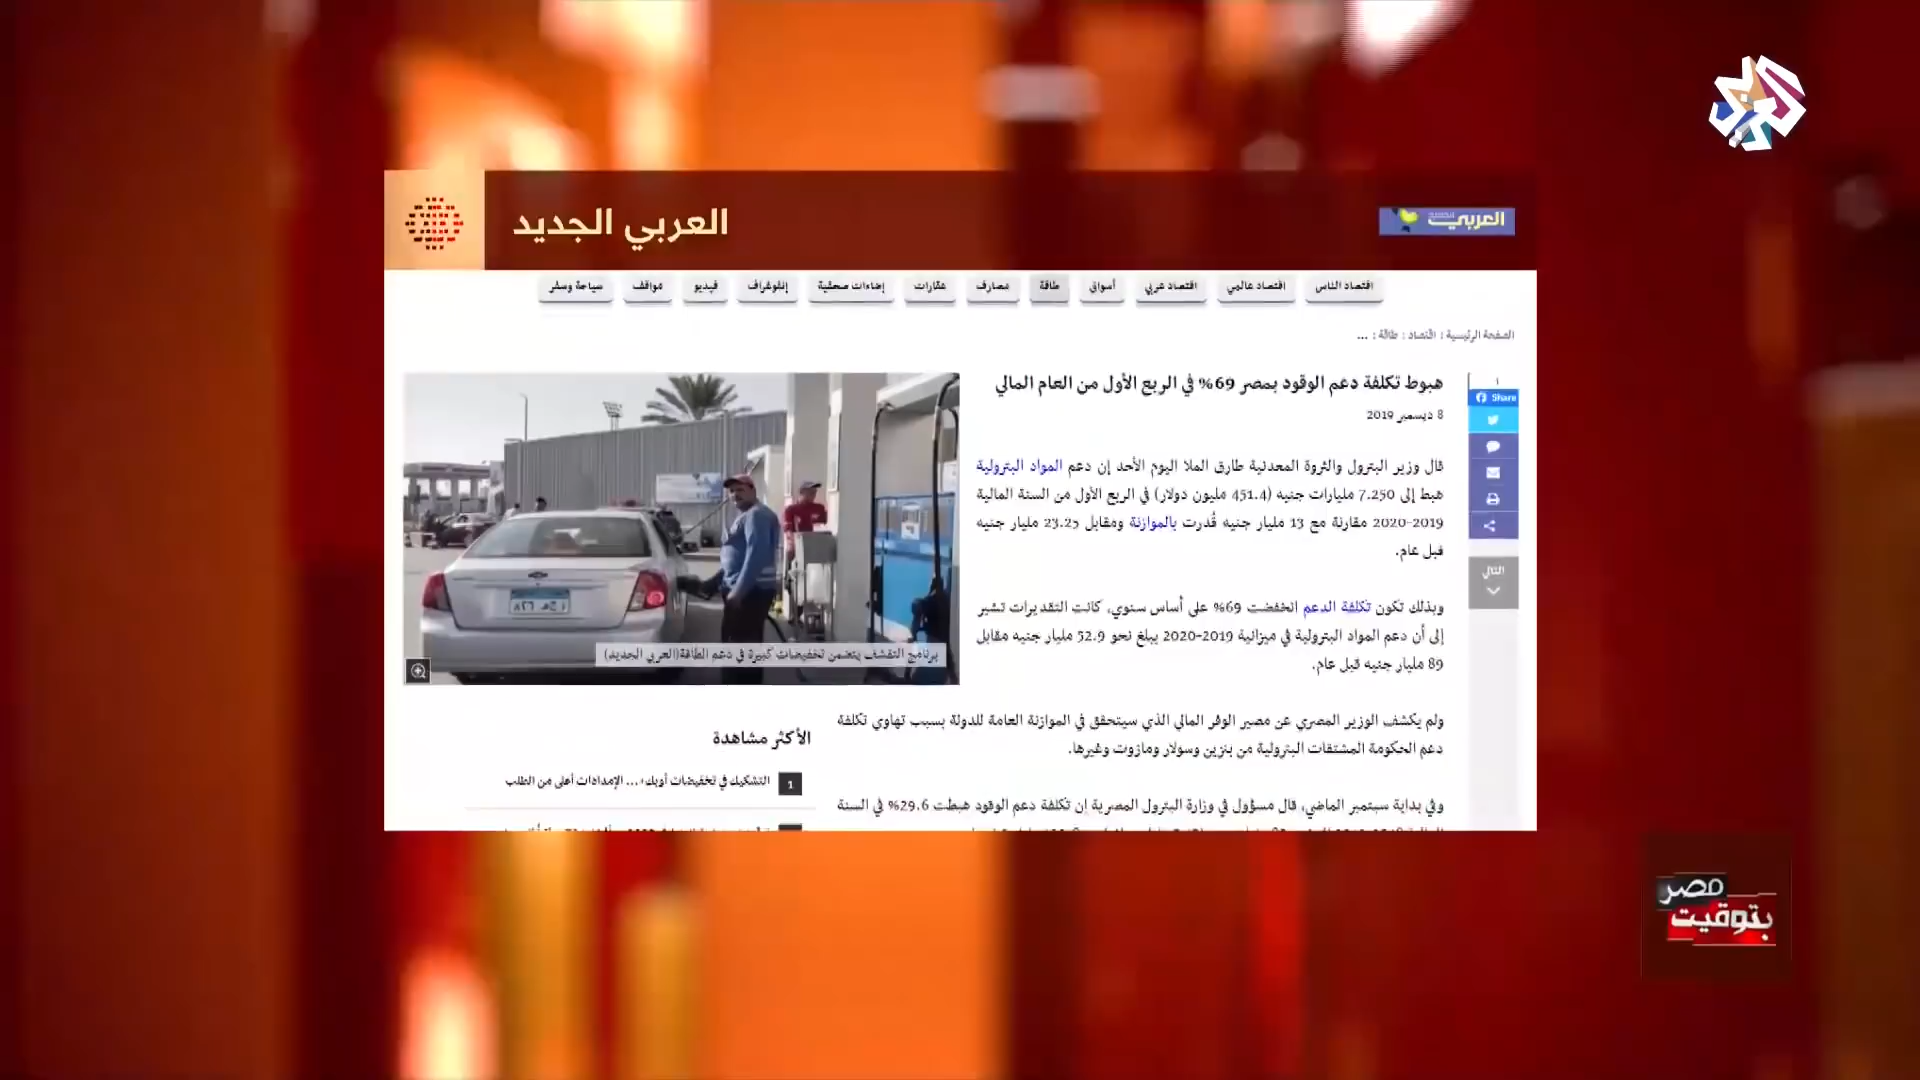 العربي الجديد
العربي الجديد
اقتصاد الناس
اقتصاد عالمي
اقتصاد عربي
أسواق
طاقة
مصارف
عقارات
إضاءات صحفية
إنفوغراف
فيديو
مواقف
سياحة وسفر
الصفحة الرئيسية : اقتصاد : طاقة : ...
هبوط تكلفة دعم الوقود بمصر 69% في الربع الأول من العام المالي
8 ديسمبر 2019
Share
قال وزير البترول والثروة المعدنية طارق الملا اليوم الأحد إن دعم المواد البترولية
هبط إلى 7.250 مليارات جنيه (451.4 مليون دولار) في الربع الأول من السنة المالية
2019-2020 مقارنة مع 13 مليار جنيه قُدرت بالموازنة ومقابل 23.25 مليار جنيه
قبل عام.
التالي
وبذلك تكون تكلفة الدعم انخفضت 69% على أساس سنوي، كانت التقديرات تشير
إلى أن دعم المواد البترولية في ميزانية 2019-2020 يبلغ نحو 52.9 مليار جنيه مقابل
89 مليار جنيه قبل عام.
برنامج التقشف يتضمن تخفيضات كبيرة في دعم الطاقة(العربي الجديد)
ولم يكشف الوزير المصري عن مصير الوفر المالي الذي سيتحقق في الموازنة العامة للدولة بسبب تهاوي تكلفة
دعم الحكومة المشتقات البترولية من بنزين وسولار ومازوت وغيرها.
الأكثر مشاهدة
1
التشكيك في تخفيضات أوبك+... الإمدادات أعلى من الطلب
وفي بداية سبتمبر الماضي، قال مسؤول في وزارة البترول المصرية إن تكلفة دعم الوقود هبطت 29.6% في السنة
مصر
بتوقيت